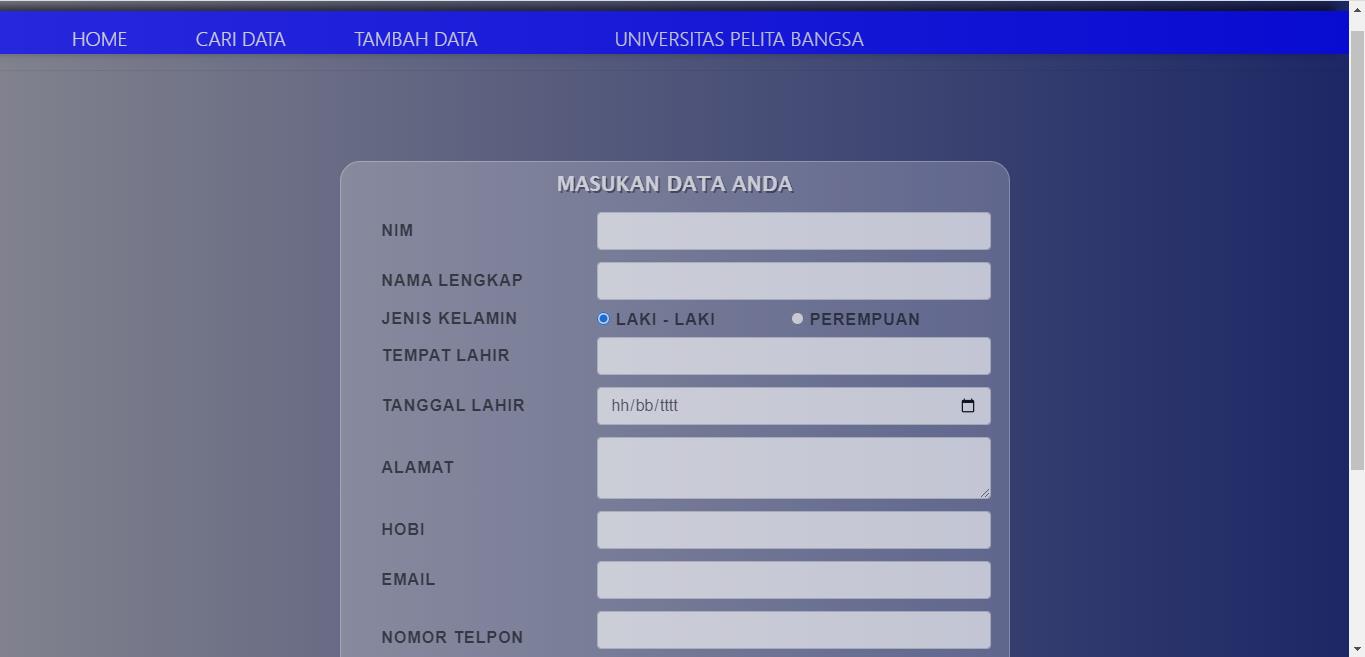 HOME CARI DATA TAMBAH DATA UNIVERSITAS PELITA BANGSA
MASUKAN DATA ANDA
NIM
NAMA LENGKAP
JENIS KELAMIN LAKI - LAKI PEREMPUAN
TEMPAT LAHIR
TANGGAL LAHIR hh/bb/tttt
ALAMAT
HOBI
EMAIL
NOMOR TELPON